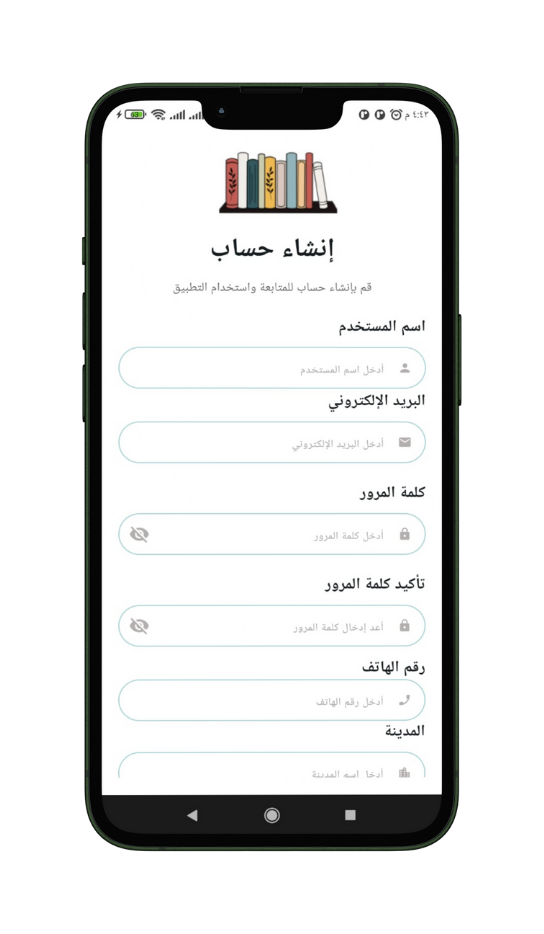 ٤:٤٣ م
63
إنشاء حساب
قم بإنشاء حساب للمتابعة واستخدام التطبيق
اسم المستخدم
أدخل اسم المستخدم
البريد الإلكتروني
أدخل البريد الإلكتروني
كلمة المرور
أدخل كلمة المرور
تأكيد كلمة المرور
أعد إدخال كلمة المرور
رقم الهاتف
أدخل رقم الهاتف
المدينة
أدخل اسم المدينة